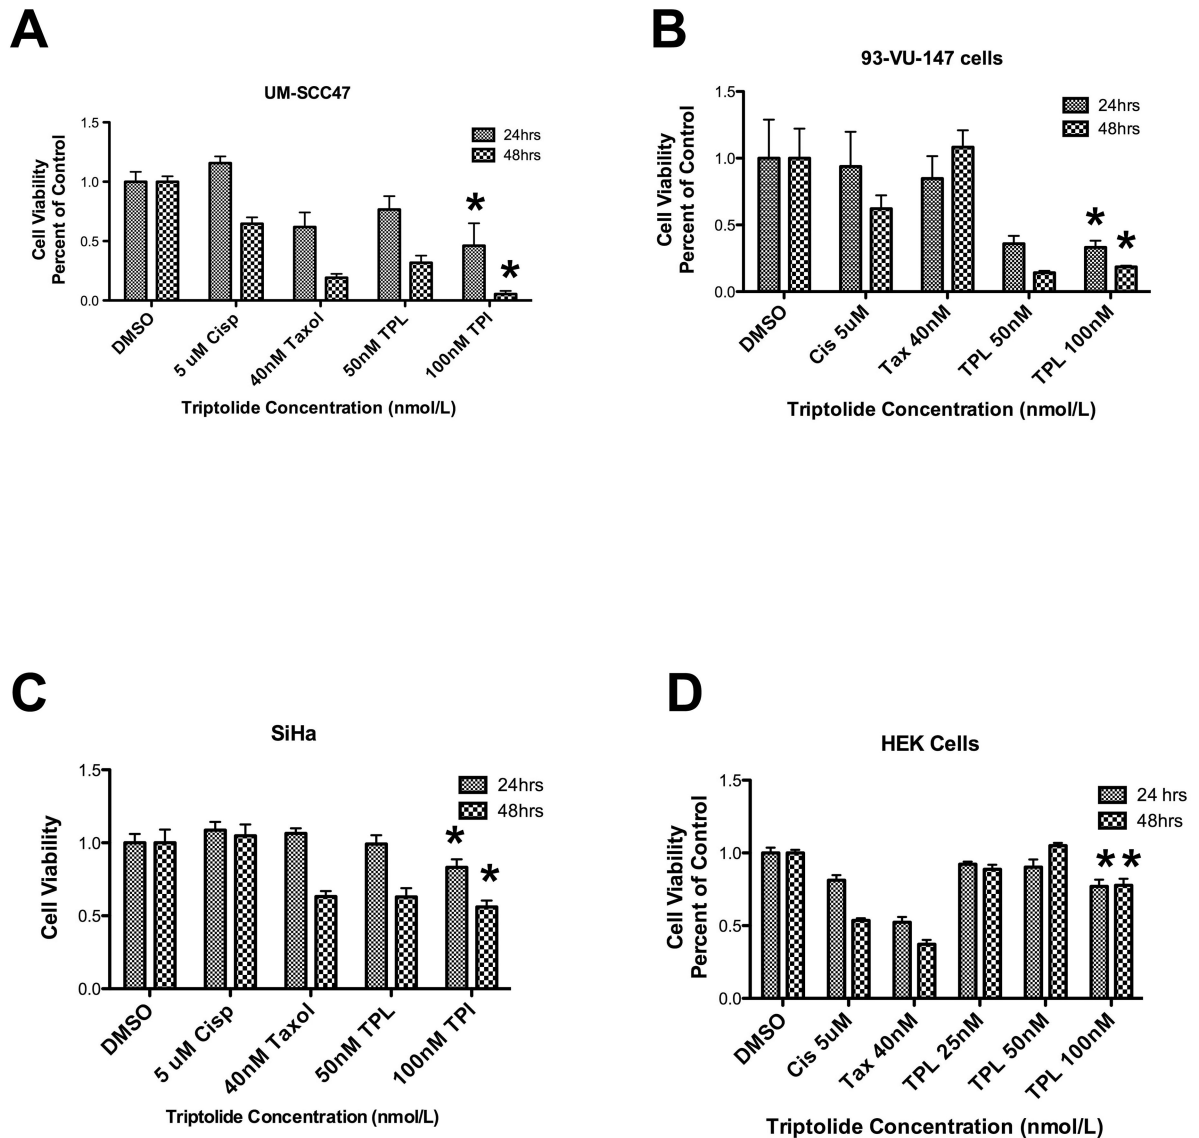 A
UM-SCC47
Cell Viability
Percent of Control
1.5
1.0
0.5
0.0
24hrs
48hrs
*
*
DMSO
5 uM Cisp
40nM Taxol
50nM TPL
100nM TPl
Triptolide Concentration (nmol/L)
B
93-VU-147 cells
Cell Viability
Percent of Control
1.5
1.0
0.5
0.0
24hrs
48hrs
*
*
DMSO
Cis 5uM
Tax 40nM
TPL 50nM
TPL 100nM
Triptolide Concentration (nmol/L)
C
SiHa
Cell Viability
1.5
1.0
0.5
0.0
24hrs
48hrs
*
*
DMSO
5 uM Cisp
40nM Taxol
50nM TPL
100nM TPl
Triptolide Concentration (nmol/L)
D
HEK Cells
Cell Viability
Percent of Control
1.5
1.0
0.5
0.0
24 hrs
48hrs
* *
DMSO
Cis 5uM
Tax 40nM
TPL 25nM
TPL 50nM
TPL 100nM
Triptolide Concentration (nmol/L)